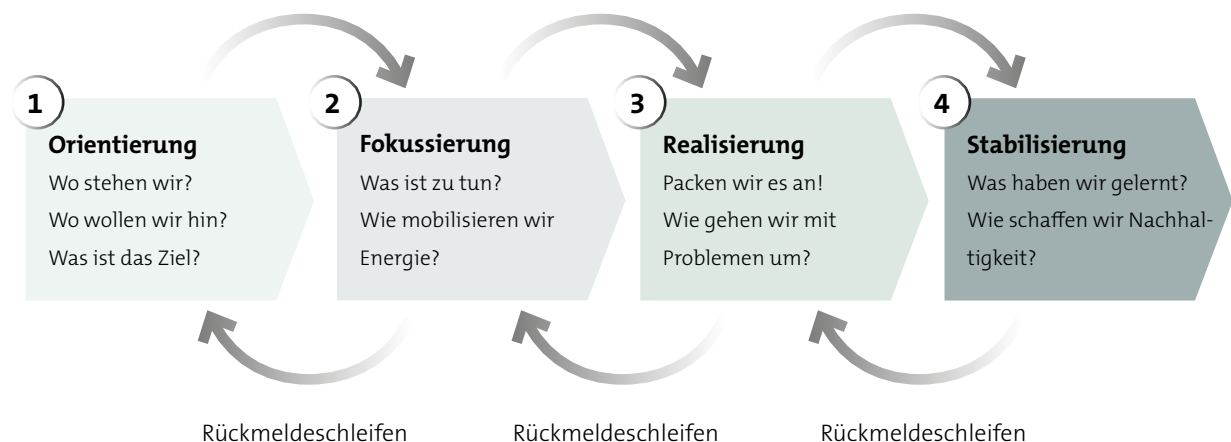 1
Orientierung
Wo stehen wir?
Wo wollen wir hin?
Was ist das Ziel?
2
Fokussierung
Was ist zu tun?
Wie mobilisieren wir
Energie?
3
Realisierung
Packen wir es an!
Wie gehen wir mit
Problemen um?
4
Stabilisierung
Was haben wir gelernt?
Wie schaffen wir Nachhal-
tigkeit?
Rückmeldeschleifen
Rückmeldeschleifen
Rückmeldeschleifen